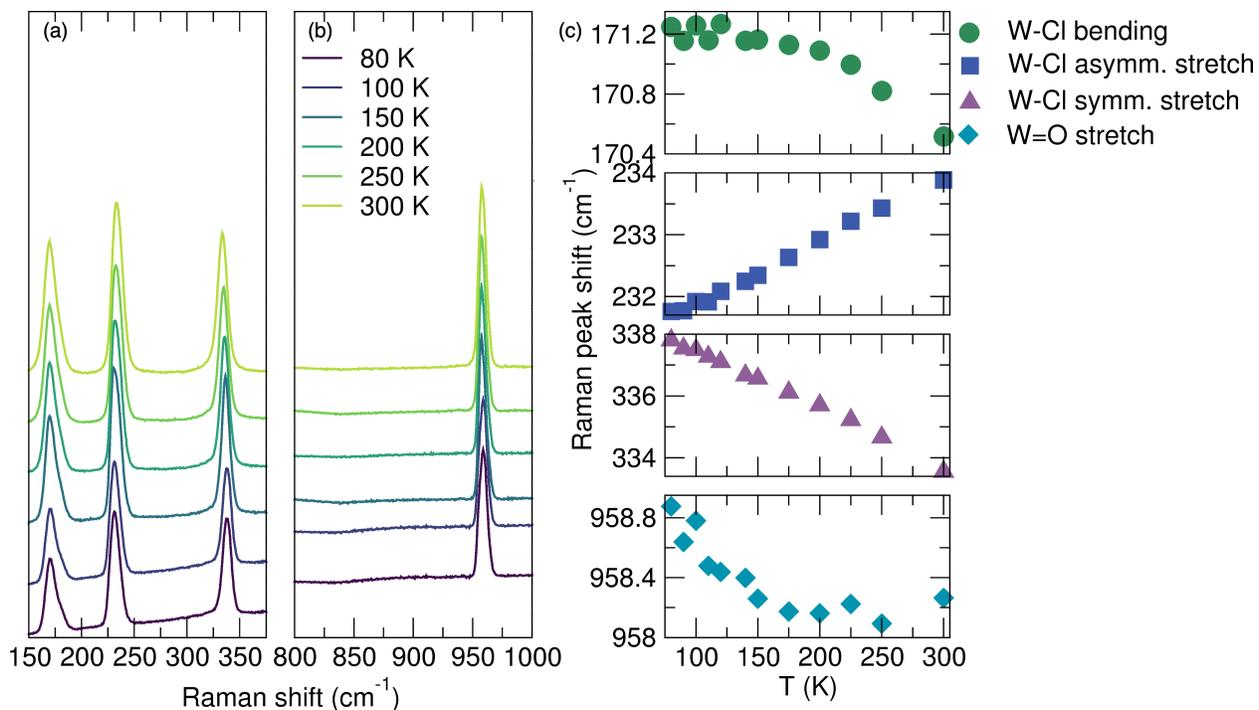 (a)
(b)
80 K
100 K
150 K
200 K
250 K
300 K
150 200 250 300 350
800 850 900 950 1000
Raman shift (cm-1)
(c)
171.2
170.8
170.4
234
233
232
338
336
334
958.8
958.4
958
Raman peak shift (cm-1)
100 150 200 250 300
T (K)
W-Cl bending
W-Cl asymm. stretch
W-Cl symm. stretch
W=O stretch